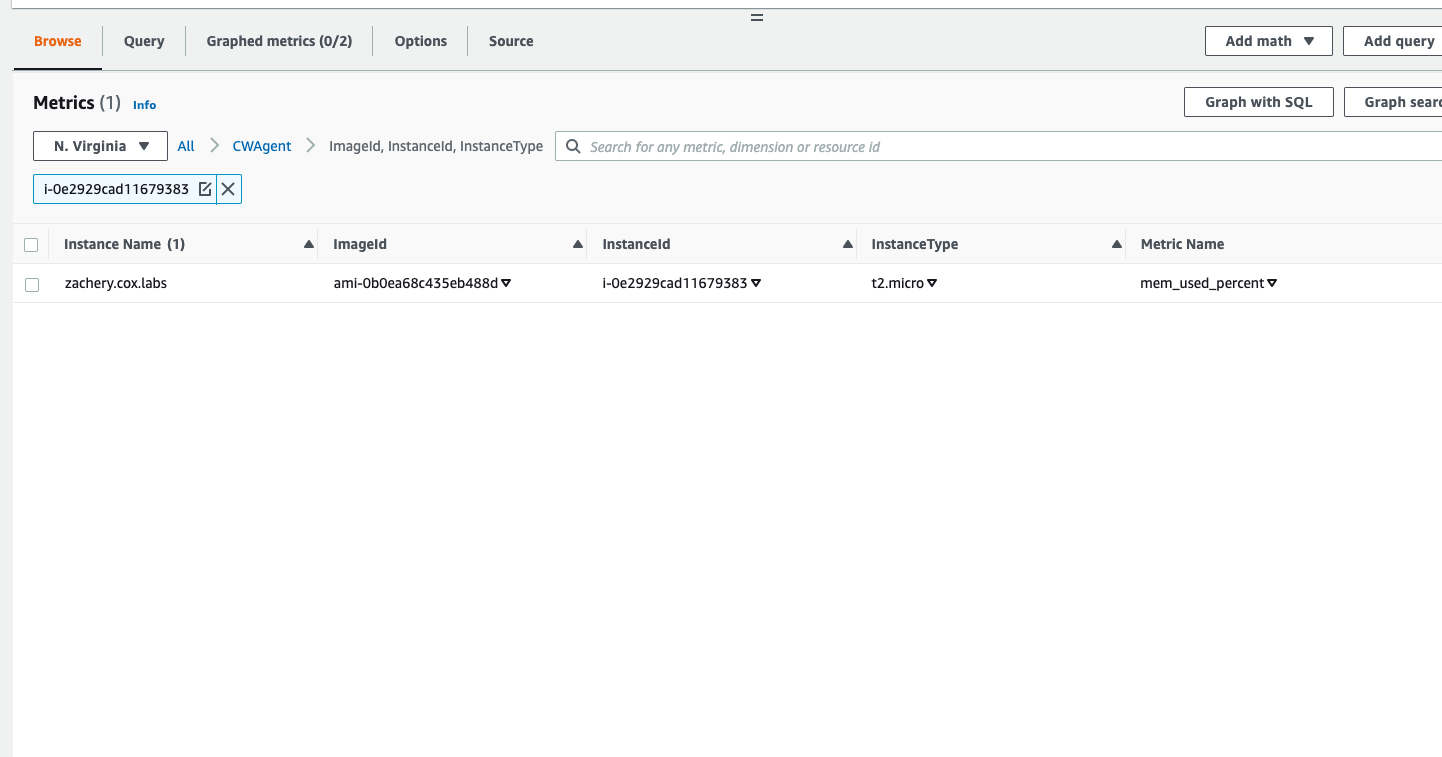 Browse Query Graphed metrics (0/2) Options Source Add math Add query
Metrics (1) Info Graph with SQL Graph sear
N. Virginia All CWAgent ImageId, InstanceId, InstanceType Search for any metric, dimension or resource id
i-0e2929cad11679383
Instance Name (1) ImageId InstanceId InstanceType Metric Name
zachery.cox.labs ami-0b0ea68c435eb488d i-0e2929cad11679383 t2.micro mem_used_percent